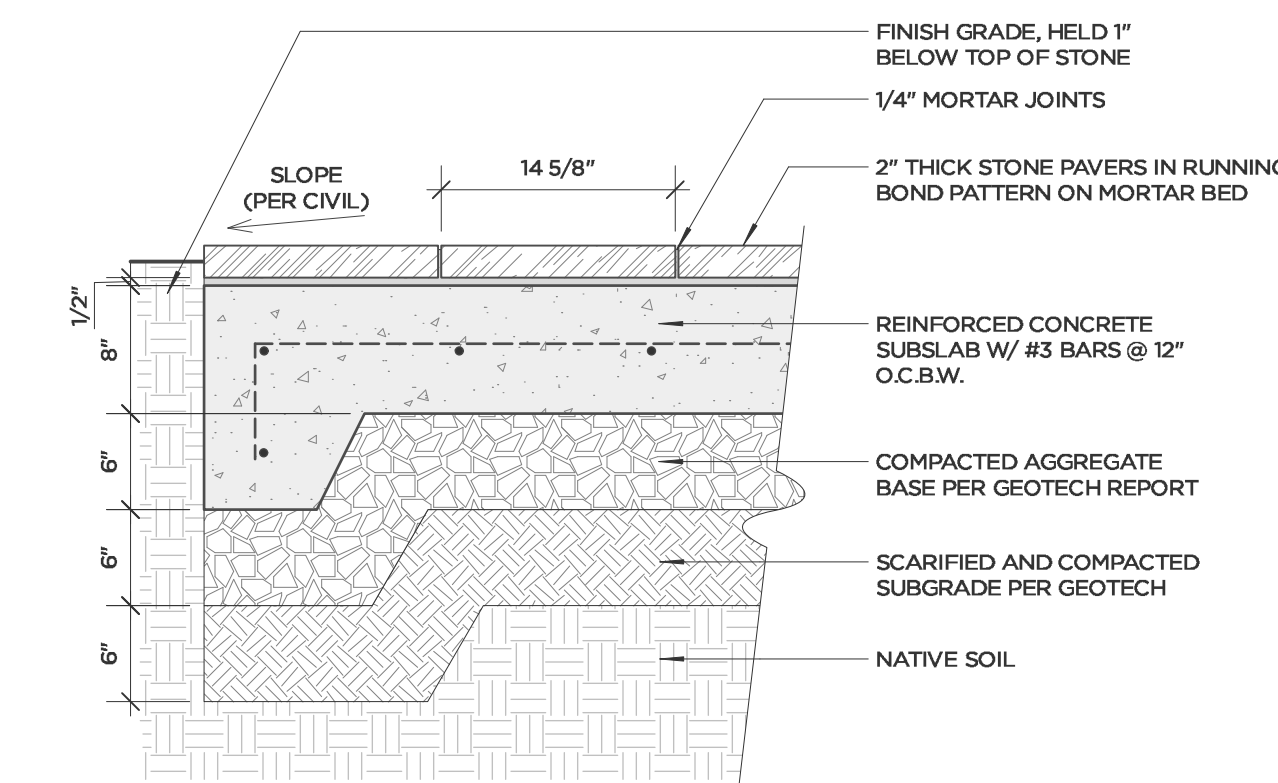 FINISH GRADE, HELD 1"
BELOW TOP OF STONE
1/4" MORTAR JOINTS
14 5/8"
2" THICK STONE PAVERS IN RUNNING
BOND PATTERN ON MORTAR BED
SLOPE
(PER CIVIL)
1/2"
8"
REINFORCED CONCRETE
SUBSLAB W/ #3 BARS @ 12"
O.C.B.W.
6"
COMPACTED AGGREGATE
BASE PER GEOTECH REPORT
6"
SCARIFIED AND COMPACTED
SUBGRADE PER GEOTECH
6"
NATIVE SOIL